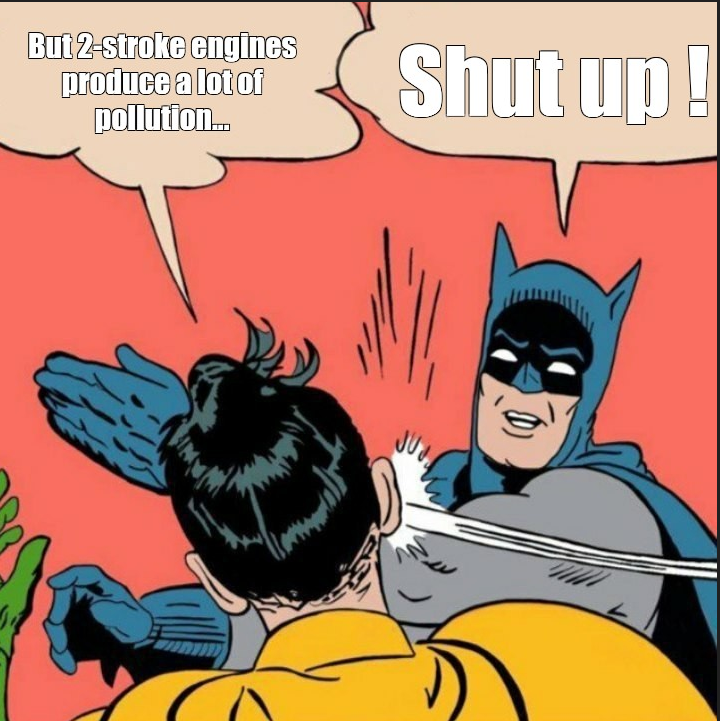 But 2-stroke engines
produce a lot of
pollution...
Shut up !